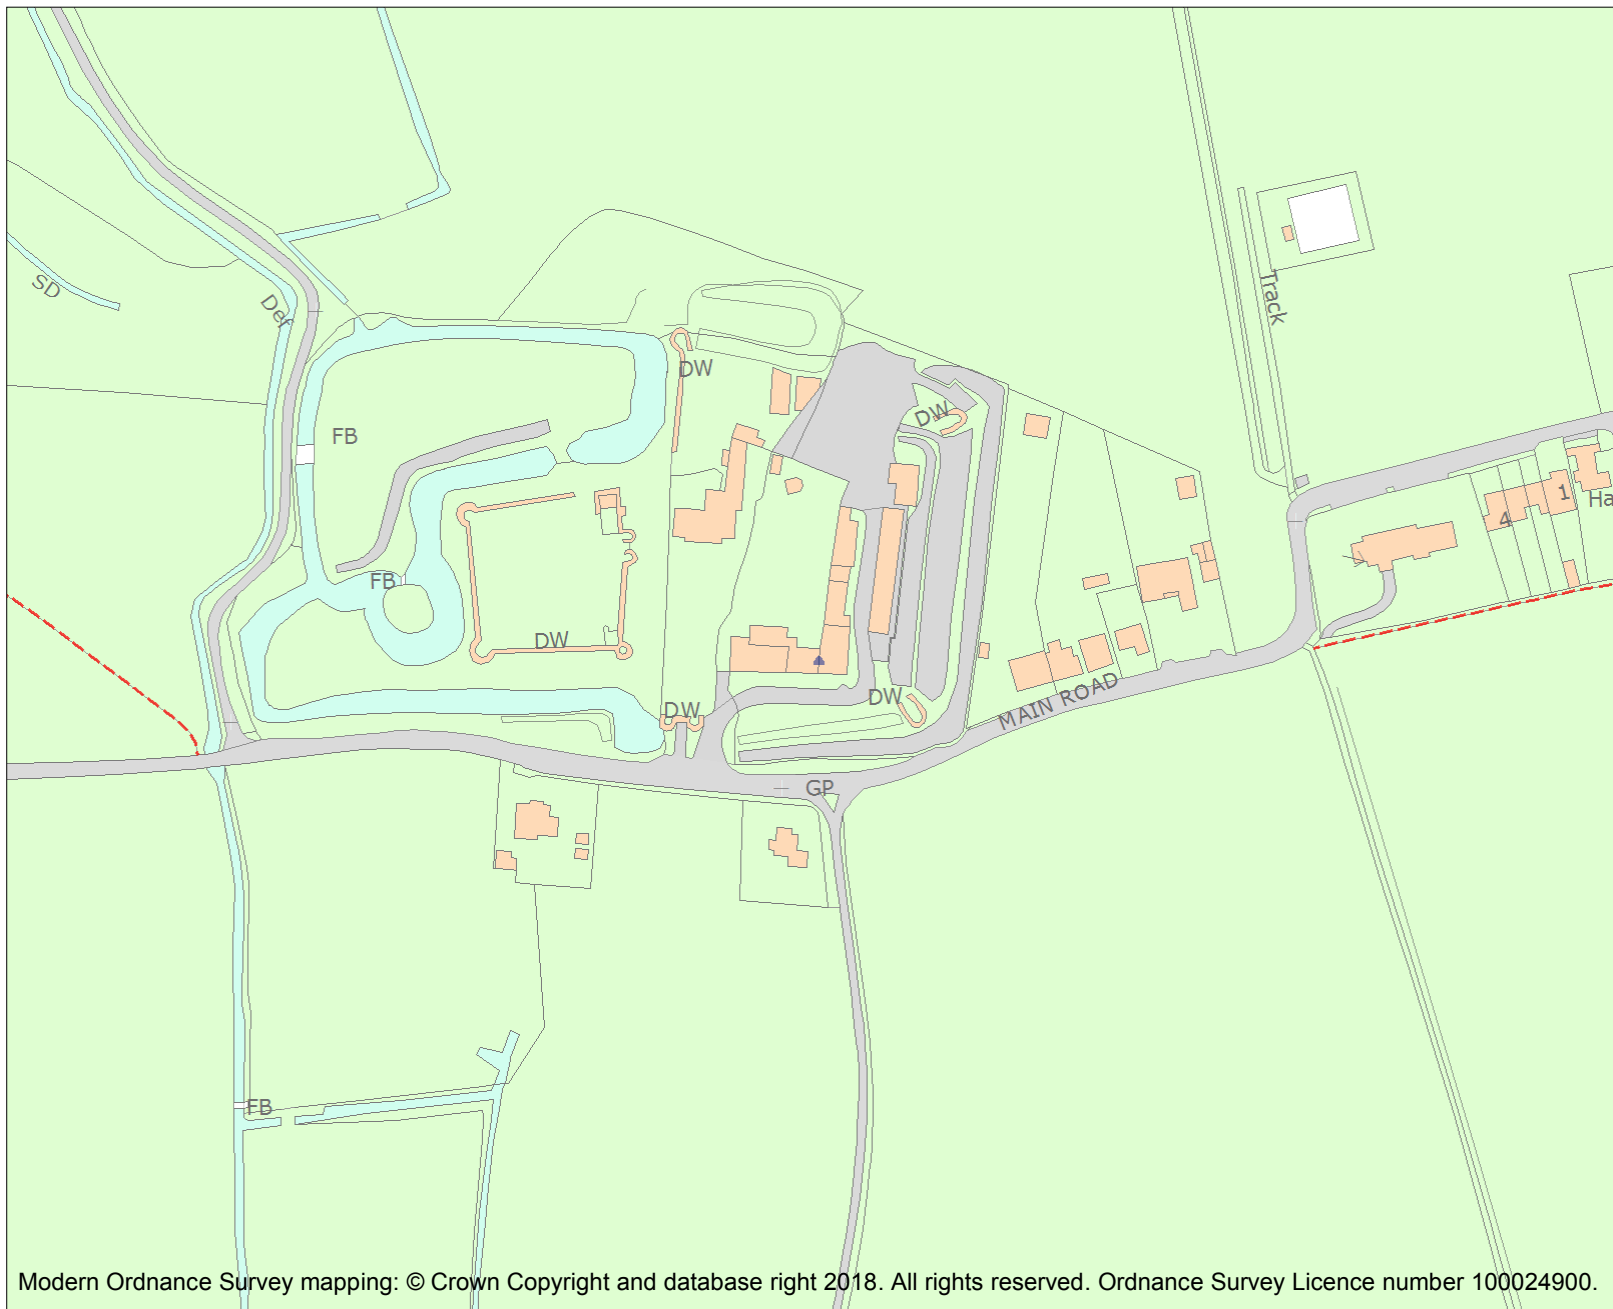 SD
Def
Track
DW
DW
FB
1
Ha
4
FB
DW
DW
DW
MAIN ROAD
GP
FB
Modern Ordnance Survey mapping: © Crown Copyright and database right 2018. All rights reserved. Ordnance Survey Licence number 100024900.